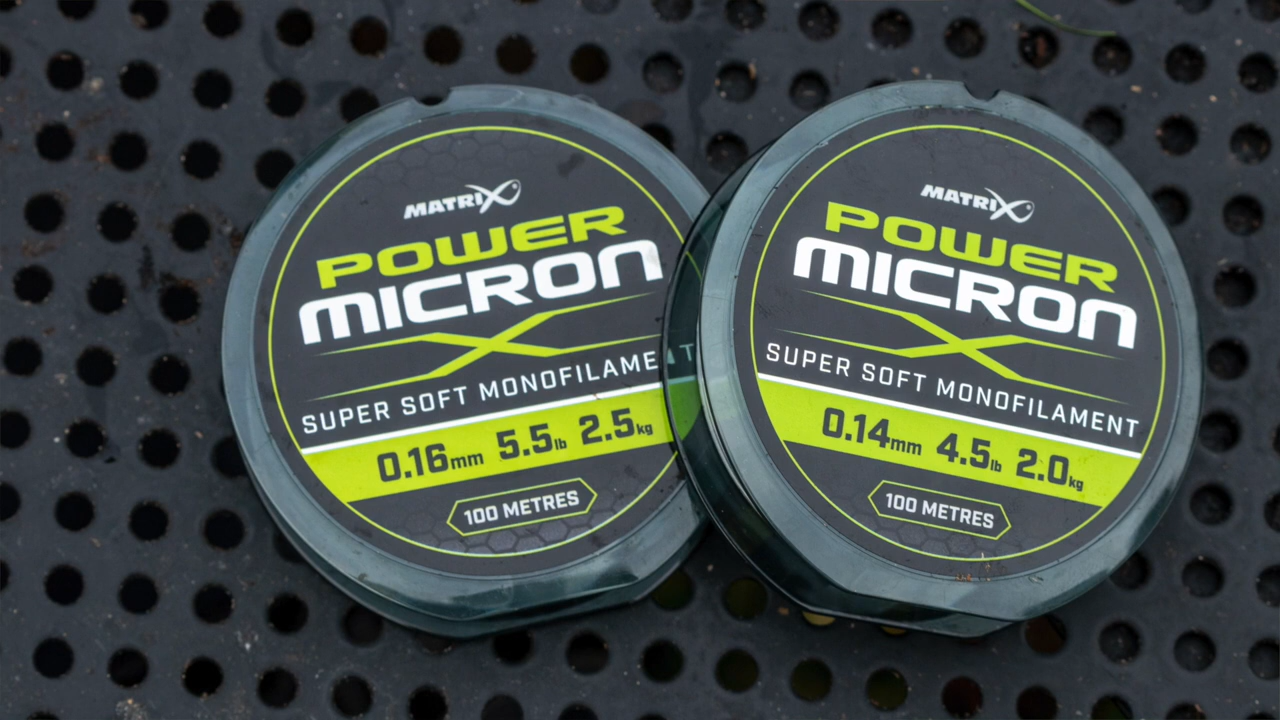 MATRIX
POWER
MICRON
X
SUPER SOFT MONOFILAMENT
0.16mm 5.5lb 2.5kg
100 METRES
MATRIX
POWER
MICRON
X
SUPER SOFT MONOFILAMENT
0.14mm 4.5lb 2.0kg
100 METRES